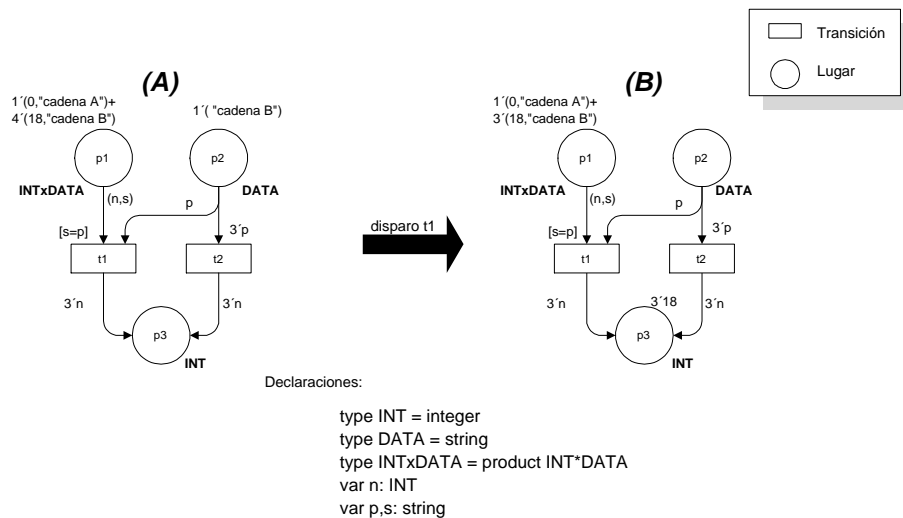 Transición
Lugar
(A)
1´(0,"cadena A")+
4´(18,"cadena B")
1´( "cadena B")
p1
p2
INTxDATA
DATA
(n,s)
p
[s=p]
3´p
t1
t2
3´n
3´n
p3
INT
disparo t1
(B)
1´(0,"cadena A")+
3´(18,"cadena B")
p1
p2
INTxDATA
DATA
(n,s)
p
[s=p]
3´p
t1
t2
3´n
3´18
3´n
p3
INT
Declaraciones:
type INT = integer
type DATA = string
type INTxDATA = product INT*DATA
var n: INT
var p,s: string